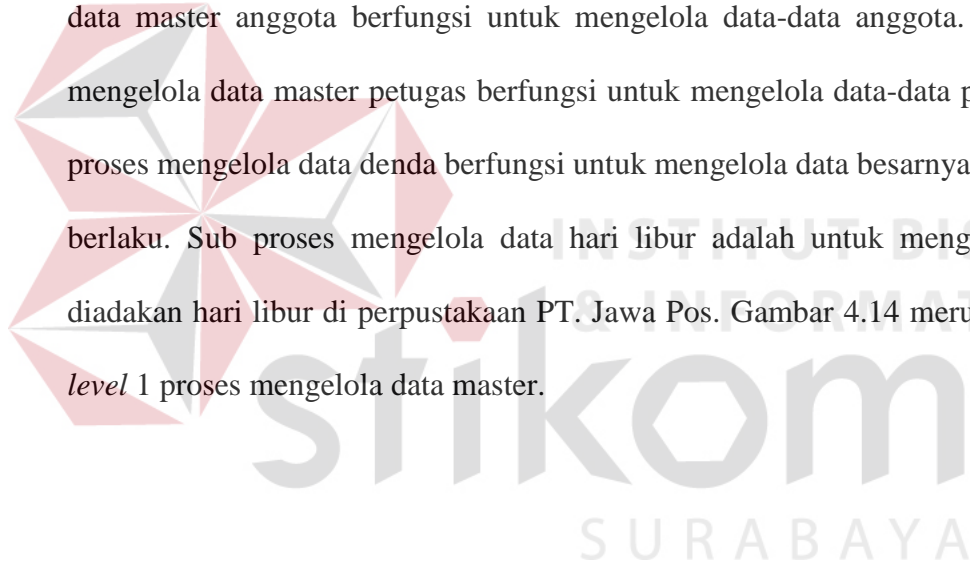 data master anggota berfungsi untuk mengelola data-data anggota.
mengelola data master petugas berfungsi untuk mengelola data-data p
proses mengelola data denda berfungsi untuk mengelola data besarnya
berlaku. Sub proses mengelola data hari libur adalah untuk meng
diadakan hari libur di perpustakaan PT. Jawa Pos. Gambar 4.14 meru
level 1 proses mengelola data master.
INSTITUT BI
& INFORMAT
stikom
SURABAYA